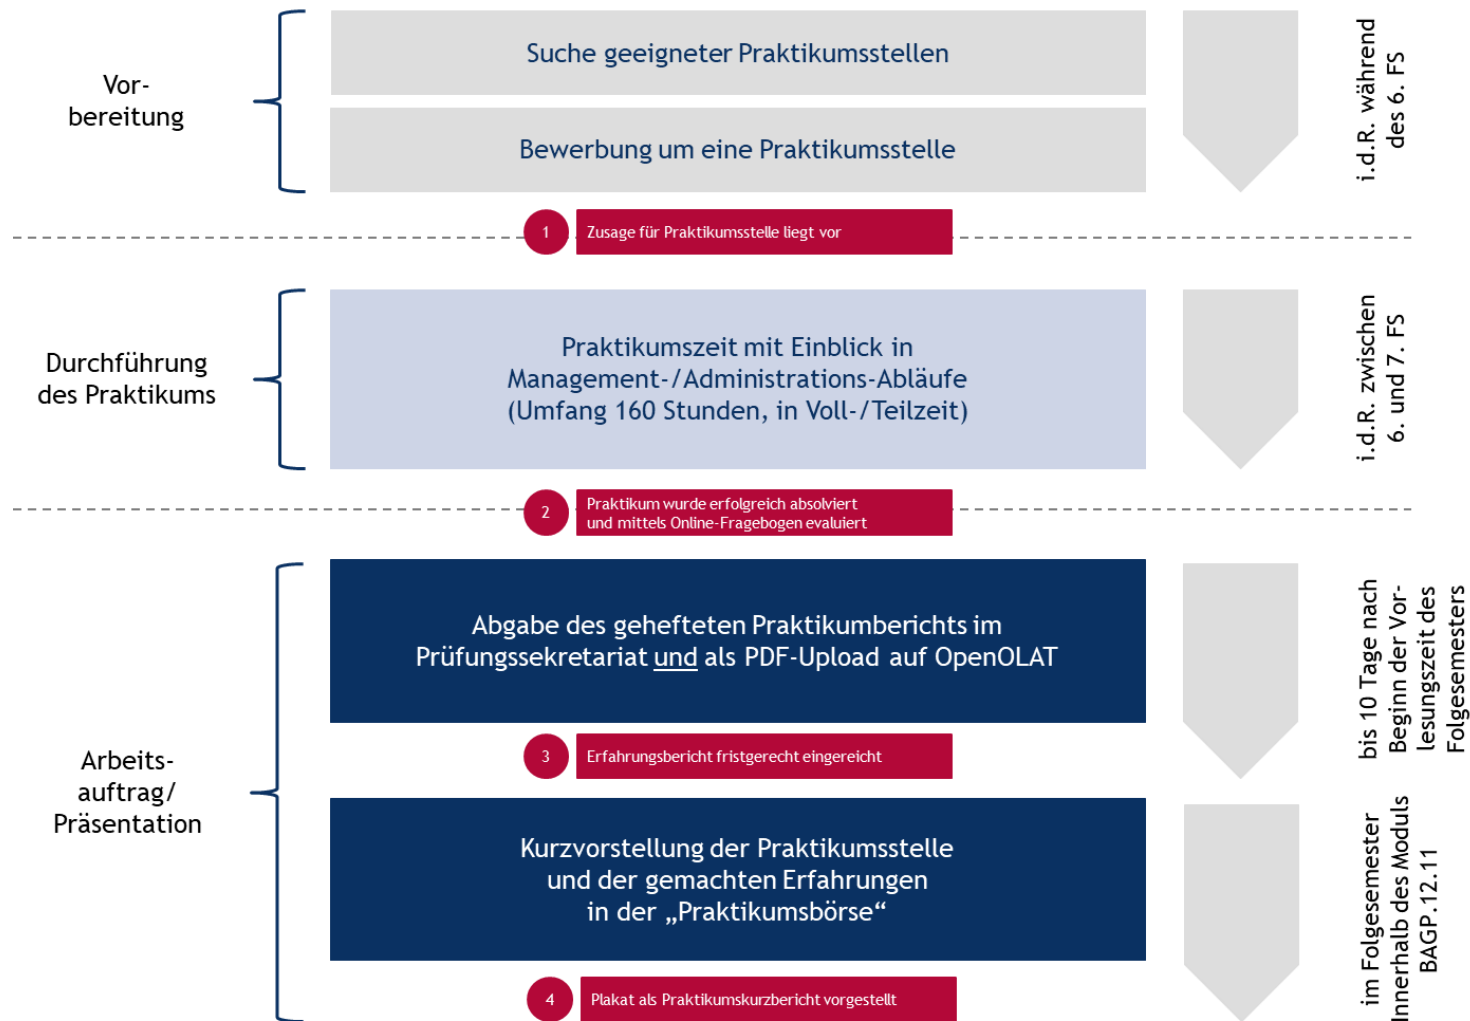 Vor-
bereitung
Suche geeigneter Praktikumsstellen
Bewerbung um eine Praktikumsstelle
i.d.R. während
des 6. FS
1
Zusage für Praktikumsstelle liegt vor
Durchführung
des Praktikums
Praktikumszeit mit Einblick in
Management-/Administrations-Abläufe
(Umfang 160 Stunden, in Voll-/Teilzeit)
i.d.R. zwischen
6. und 7. FS
2
Praktikum wurde erfolgreich absolviert
und mittels Online-Fragebogen evaluiert
Arbeits-
auftrag/
Präsentation
Abgabe des gehefteten Praktikumberichts im
Prüfungssekretariat und als PDF-Upload auf OpenOLAT
bis 10 Tage nach
Beginn der Vor-
lesungszeit des
Folgesemesters
3
Erfahrungsbericht fristgerecht eingereicht
Kurzvorstellung der Praktikumsstelle
und der gemachten Erfahrungen
in der „Praktikumsbörse“
im Folgesemester
Innerhalb des Moduls
BAGP.12.11
4
Plakat als Praktikumskurzbericht vorgestellt